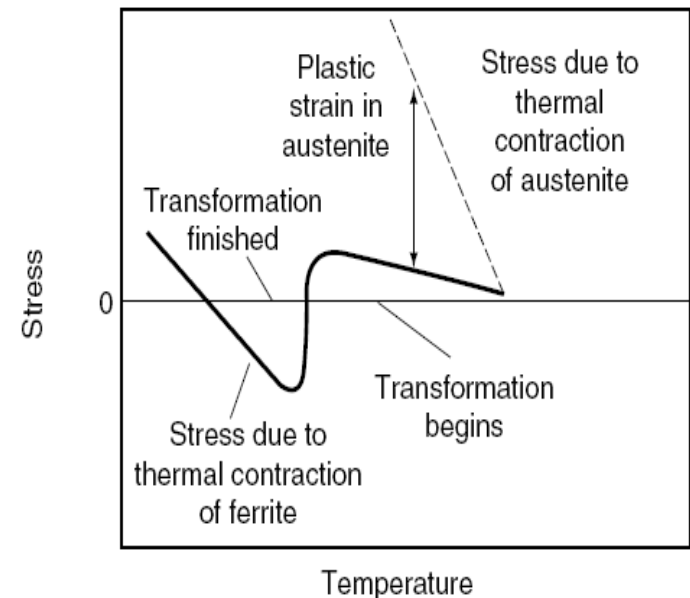 Plastic
strain in
austenite
Stress due to
thermal
contraction
of austenite
Transformation
finished
Stress
0
Transformation
begins
Stress due to
thermal contraction
of ferrite
Temperature